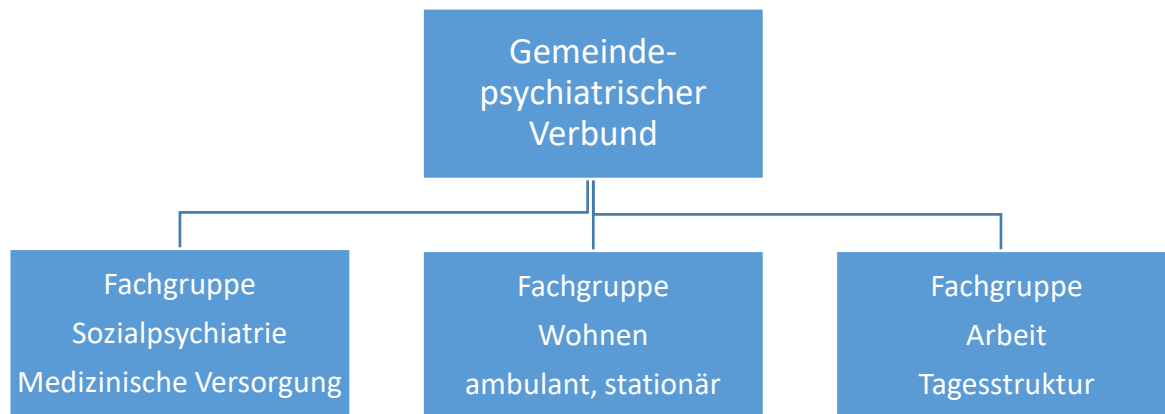 Gemeinde-
psychiatrischer
Verbund
Fachgruppe
Sozialpsychiatrie
Medizinische Versorgung
Fachgruppe
Wohnen
ambulant, stationär
Fachgruppe
Arbeit
Tagesstruktur